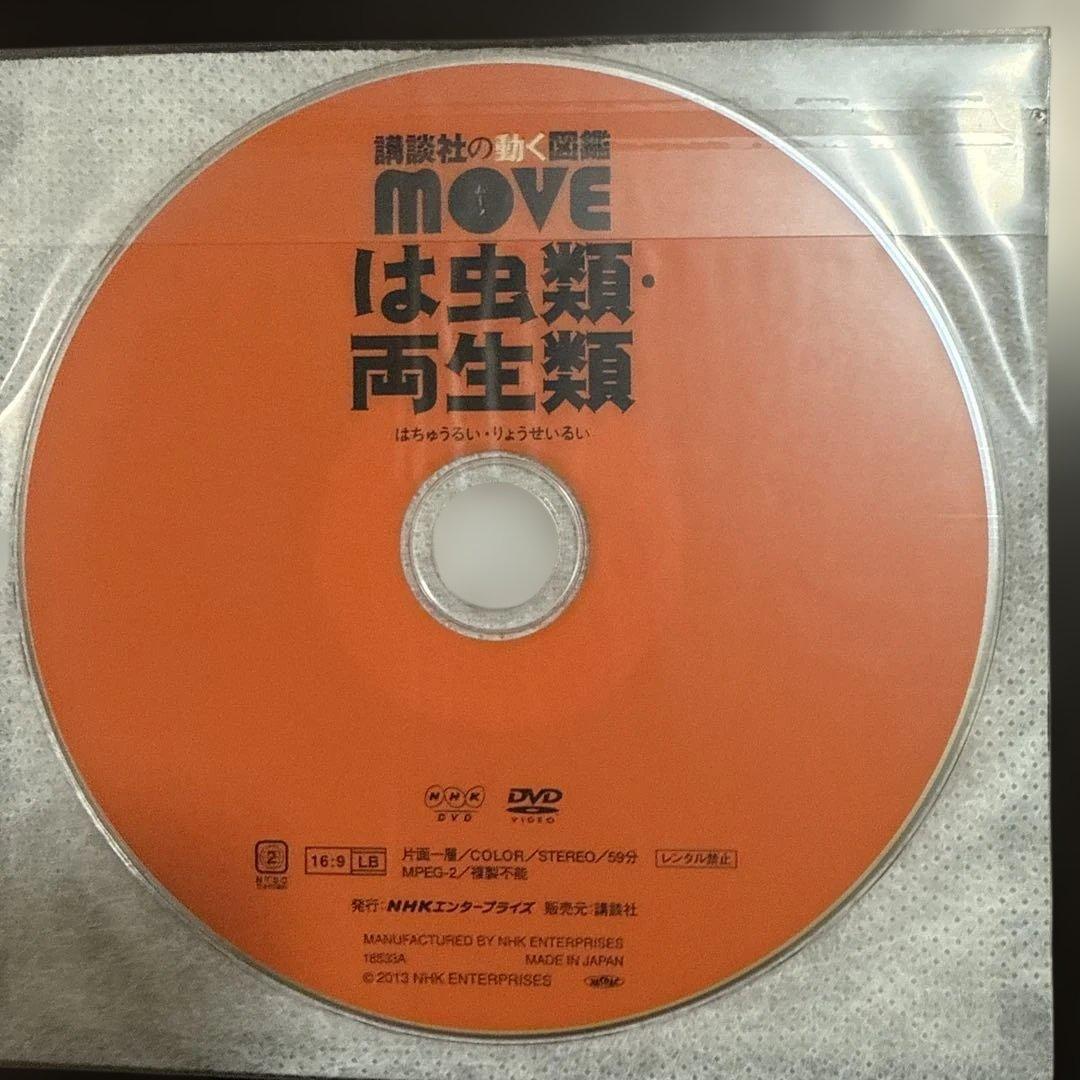 講談社の動く図鑑
MOVE
は虫類・
両生類
はちゅうるい・りょうせいるい
NHK
DVD
DVD
VIDEO
2
16:9 LB
片面一層／COLOR／STEREO／59分
MPEG-2／複製不能
レンタル禁止
発行：NHKエンタープライズ 販売元：講談社
MANUFACTURED BY NHK ENTERPRISES
MADE IN JAPAN
© 2013 NHK ENTERPRISES